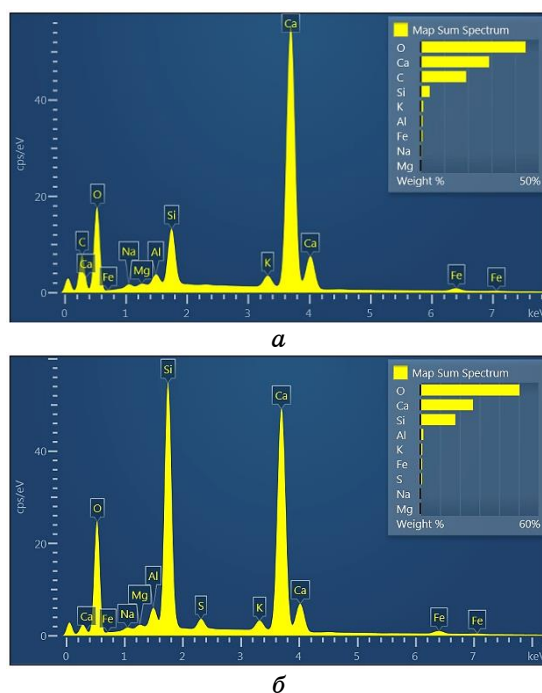 Map Sum Spectrum
O
Ca
C
Si
K
Al
Fe
Na
Mg
Weight % 50%
cps/eV
40
20
0
Ca
O
C
Ca
Fe
Na
Mg
Al
Si
K
Ca
Fe
Fe
0 1 2 3 4 5 6 7 keV
а
Map Sum Spectrum
O
Ca
Si
Al
K
Fe
S
Na
Mg
Weight % 60%
cps/eV
40
20
0
Si
Ca
O
Ca
Fe
Na
Mg
Al
S
K
Ca
Fe
Fe
0 1 2 3 4 5 6 7 keV
б